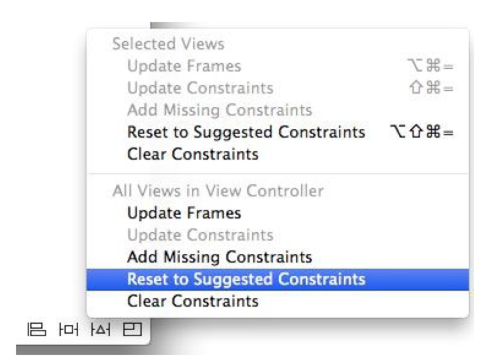 Selected Views
Update Frames ⌥⌘=
Update Constraints ⇧⌘=
Add Missing Constraints
Reset to Suggested Constraints ⌥⇧⌘=
Clear Constraints
All Views in View Controller
Update Frames
Update Constraints
Add Missing Constraints
Reset to Suggested Constraints
Clear Constraints